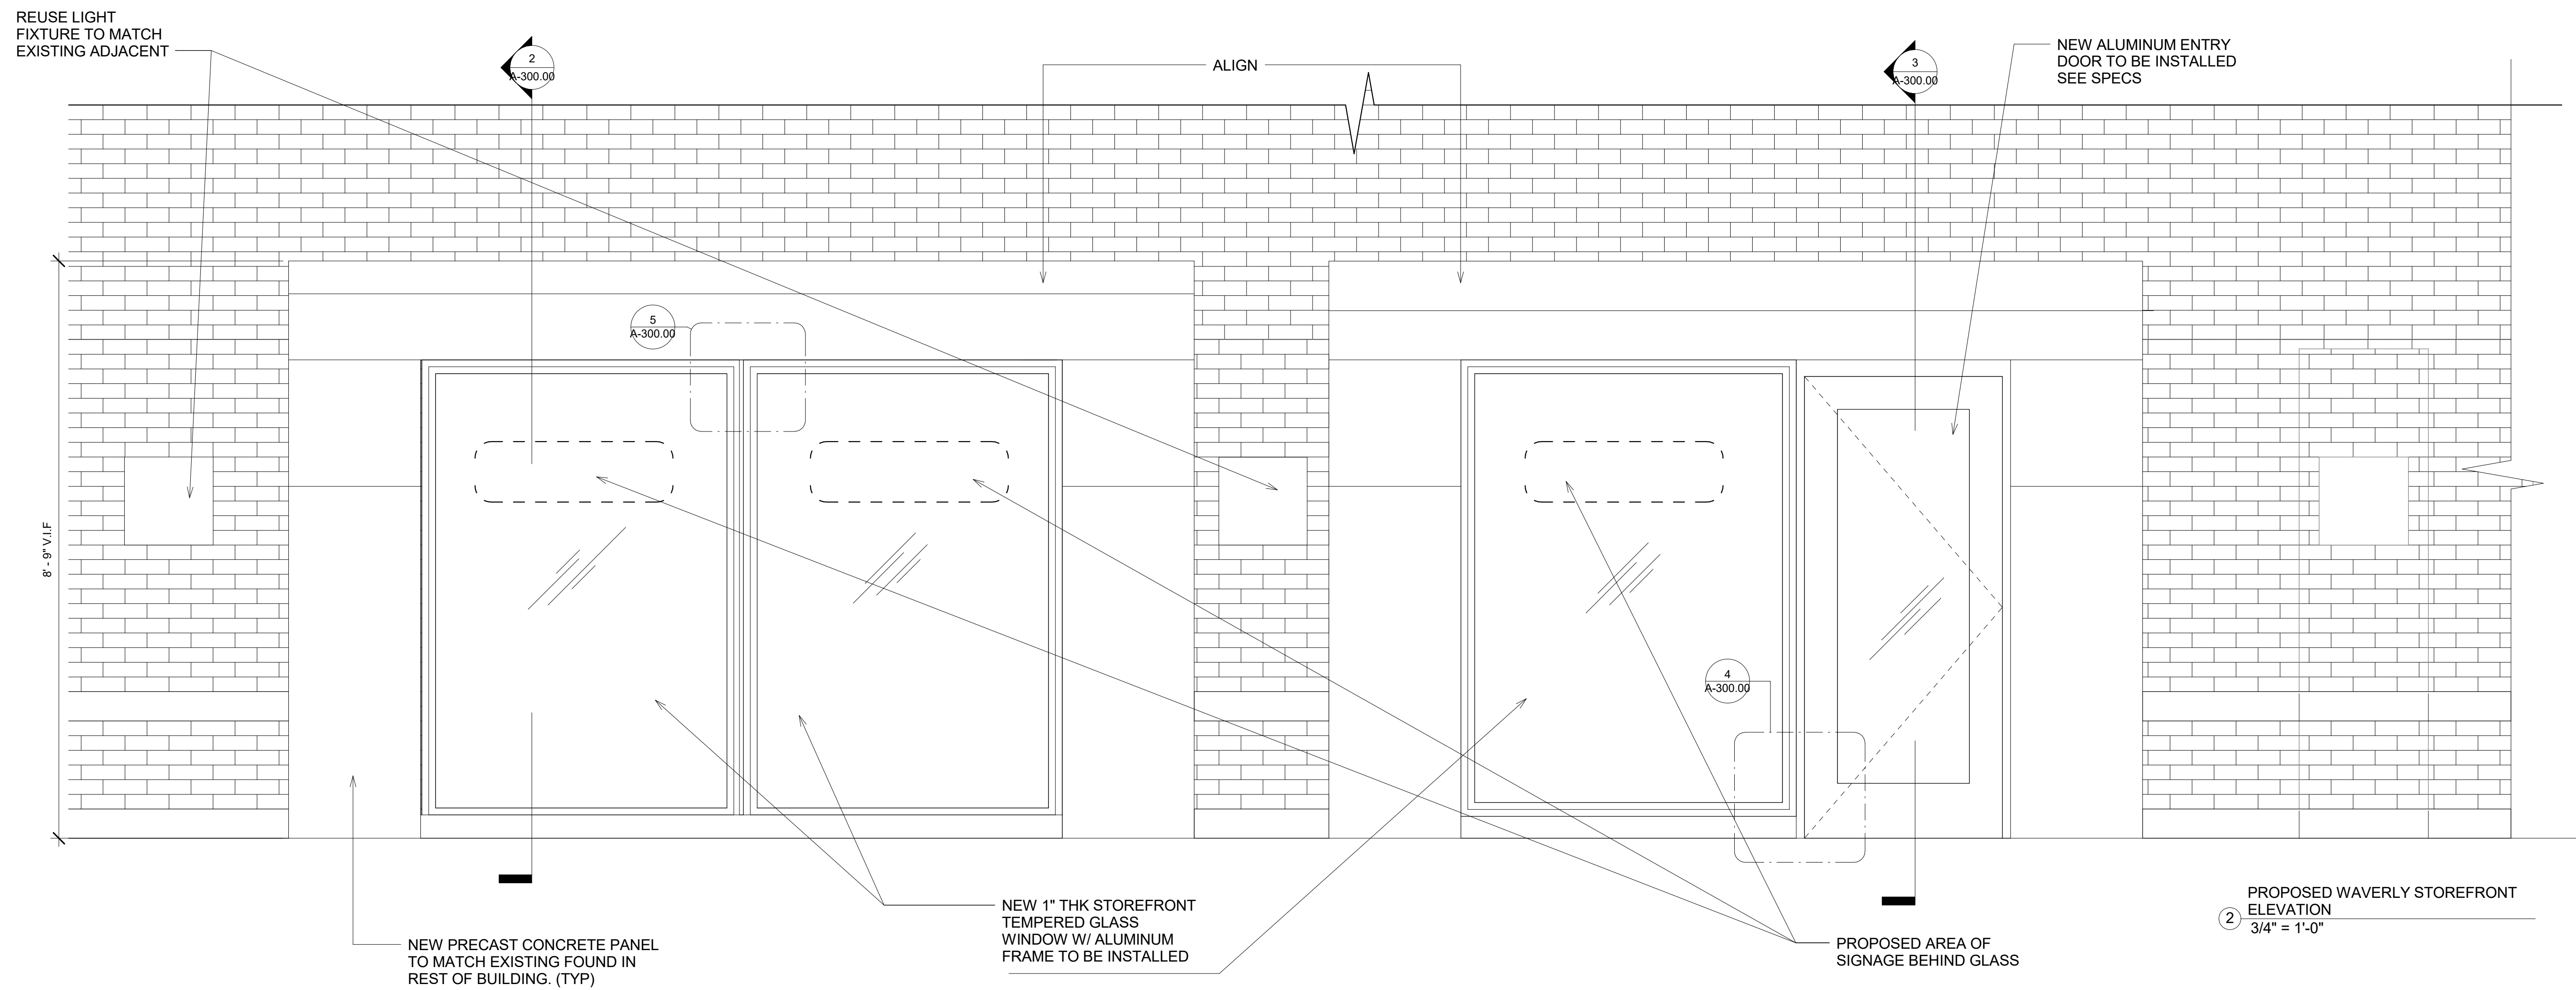 REUSE LIGHT
FIXTURE TO MATCH
EXISTING ADJACENT
2
A-300.00
ALIGN
3
A-300.00
NEW ALUMINUM ENTRY
DOOR TO BE INSTALLED
SEE SPECS
5
A-300.00
8' - 9" V.I.F
4
A-300.00
NEW PRECAST CONCRETE PANEL
TO MATCH EXISTING FOUND IN
REST OF BUILDING. (TYP)
NEW 1" THK STOREFRONT
TEMPERED GLASS
WINDOW W/ ALUMINUM
FRAME TO BE INSTALLED
PROPOSED AREA OF
SIGNAGE BEHIND GLASS
2
PROPOSED WAVERLY STOREFRONT
ELEVATION
3/4" = 1'-0"